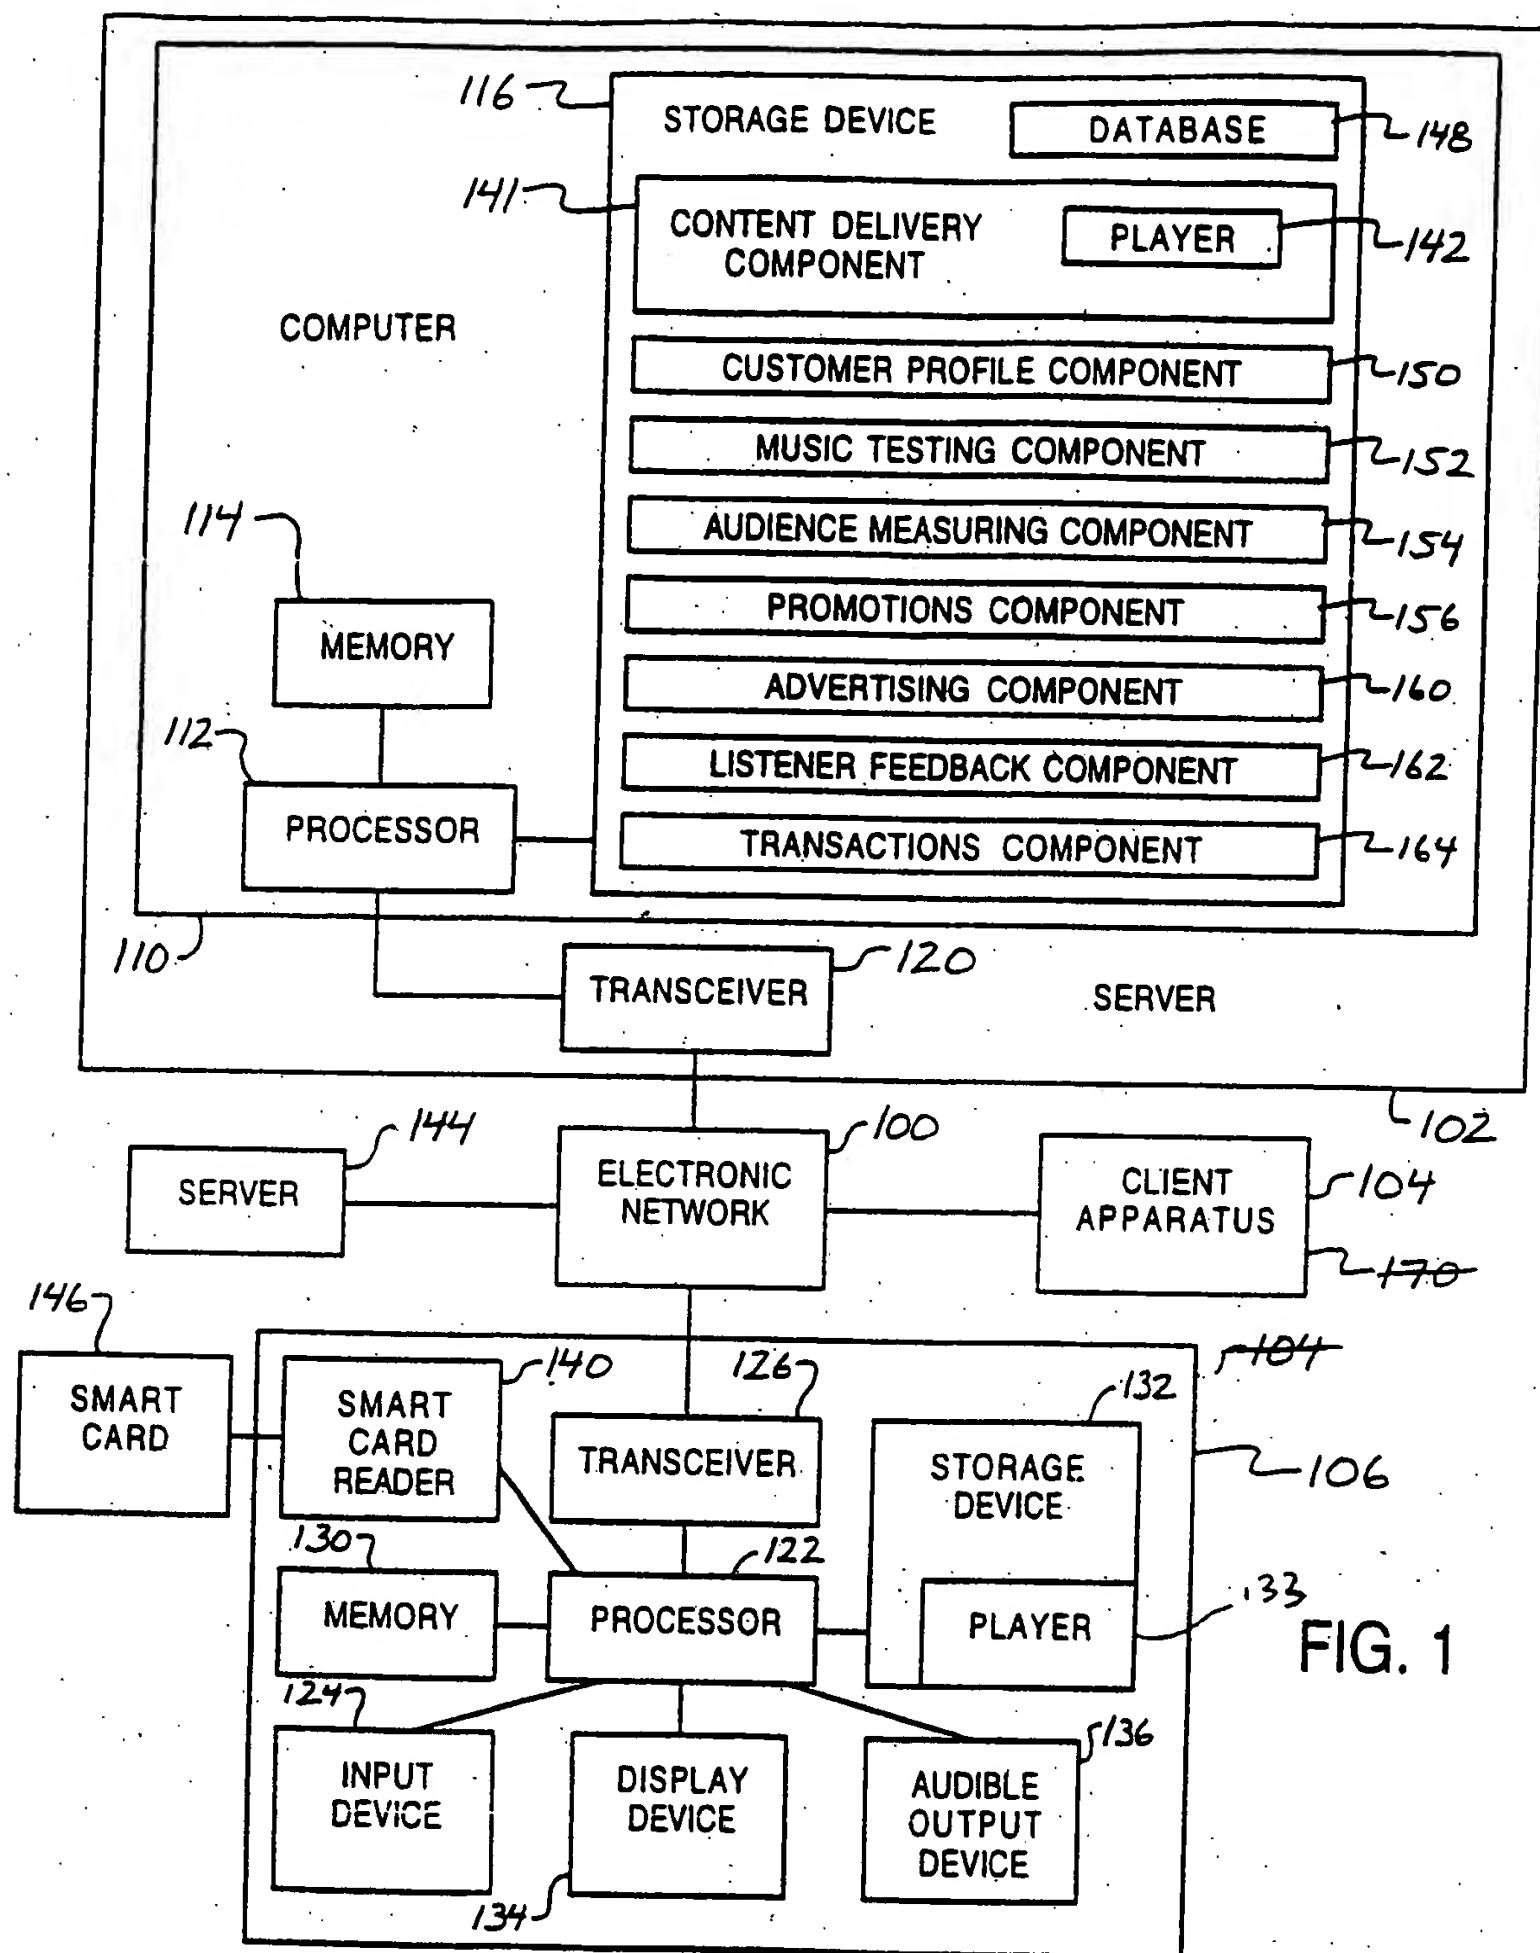 116 STORAGE DEVICE DATABASE 148
141 CONTENT DELIVERY COMPONENT PLAYER 142
COMPUTER
CUSTOMER PROFILE COMPONENT 150
MUSIC TESTING COMPONENT 152
AUDIENCE MEASURING COMPONENT 154
114
MEMORY
PROMOTIONS COMPONENT 156
ADVERTISING COMPONENT 160
112
LISTENER FEEDBACK COMPONENT 162
PROCESSOR
TRANSACTIONS COMPONENT 164
110
TRANSCEIVER 120
SERVER
102
144
SERVER
100
ELECTRONIC
NETWORK
CLIENT
APPARATUS
104
170
146
SMART
CARD
140
SMART
CARD
READER
126
TRANSCEIVER
132
STORAGE
DEVICE
104
106
130
MEMORY
122
PROCESSOR
PLAYER
133
FIG. 1
124
INPUT
DEVICE
DISPLAY
DEVICE
134
136
AUDIBLE
OUTPUT
DEVICE